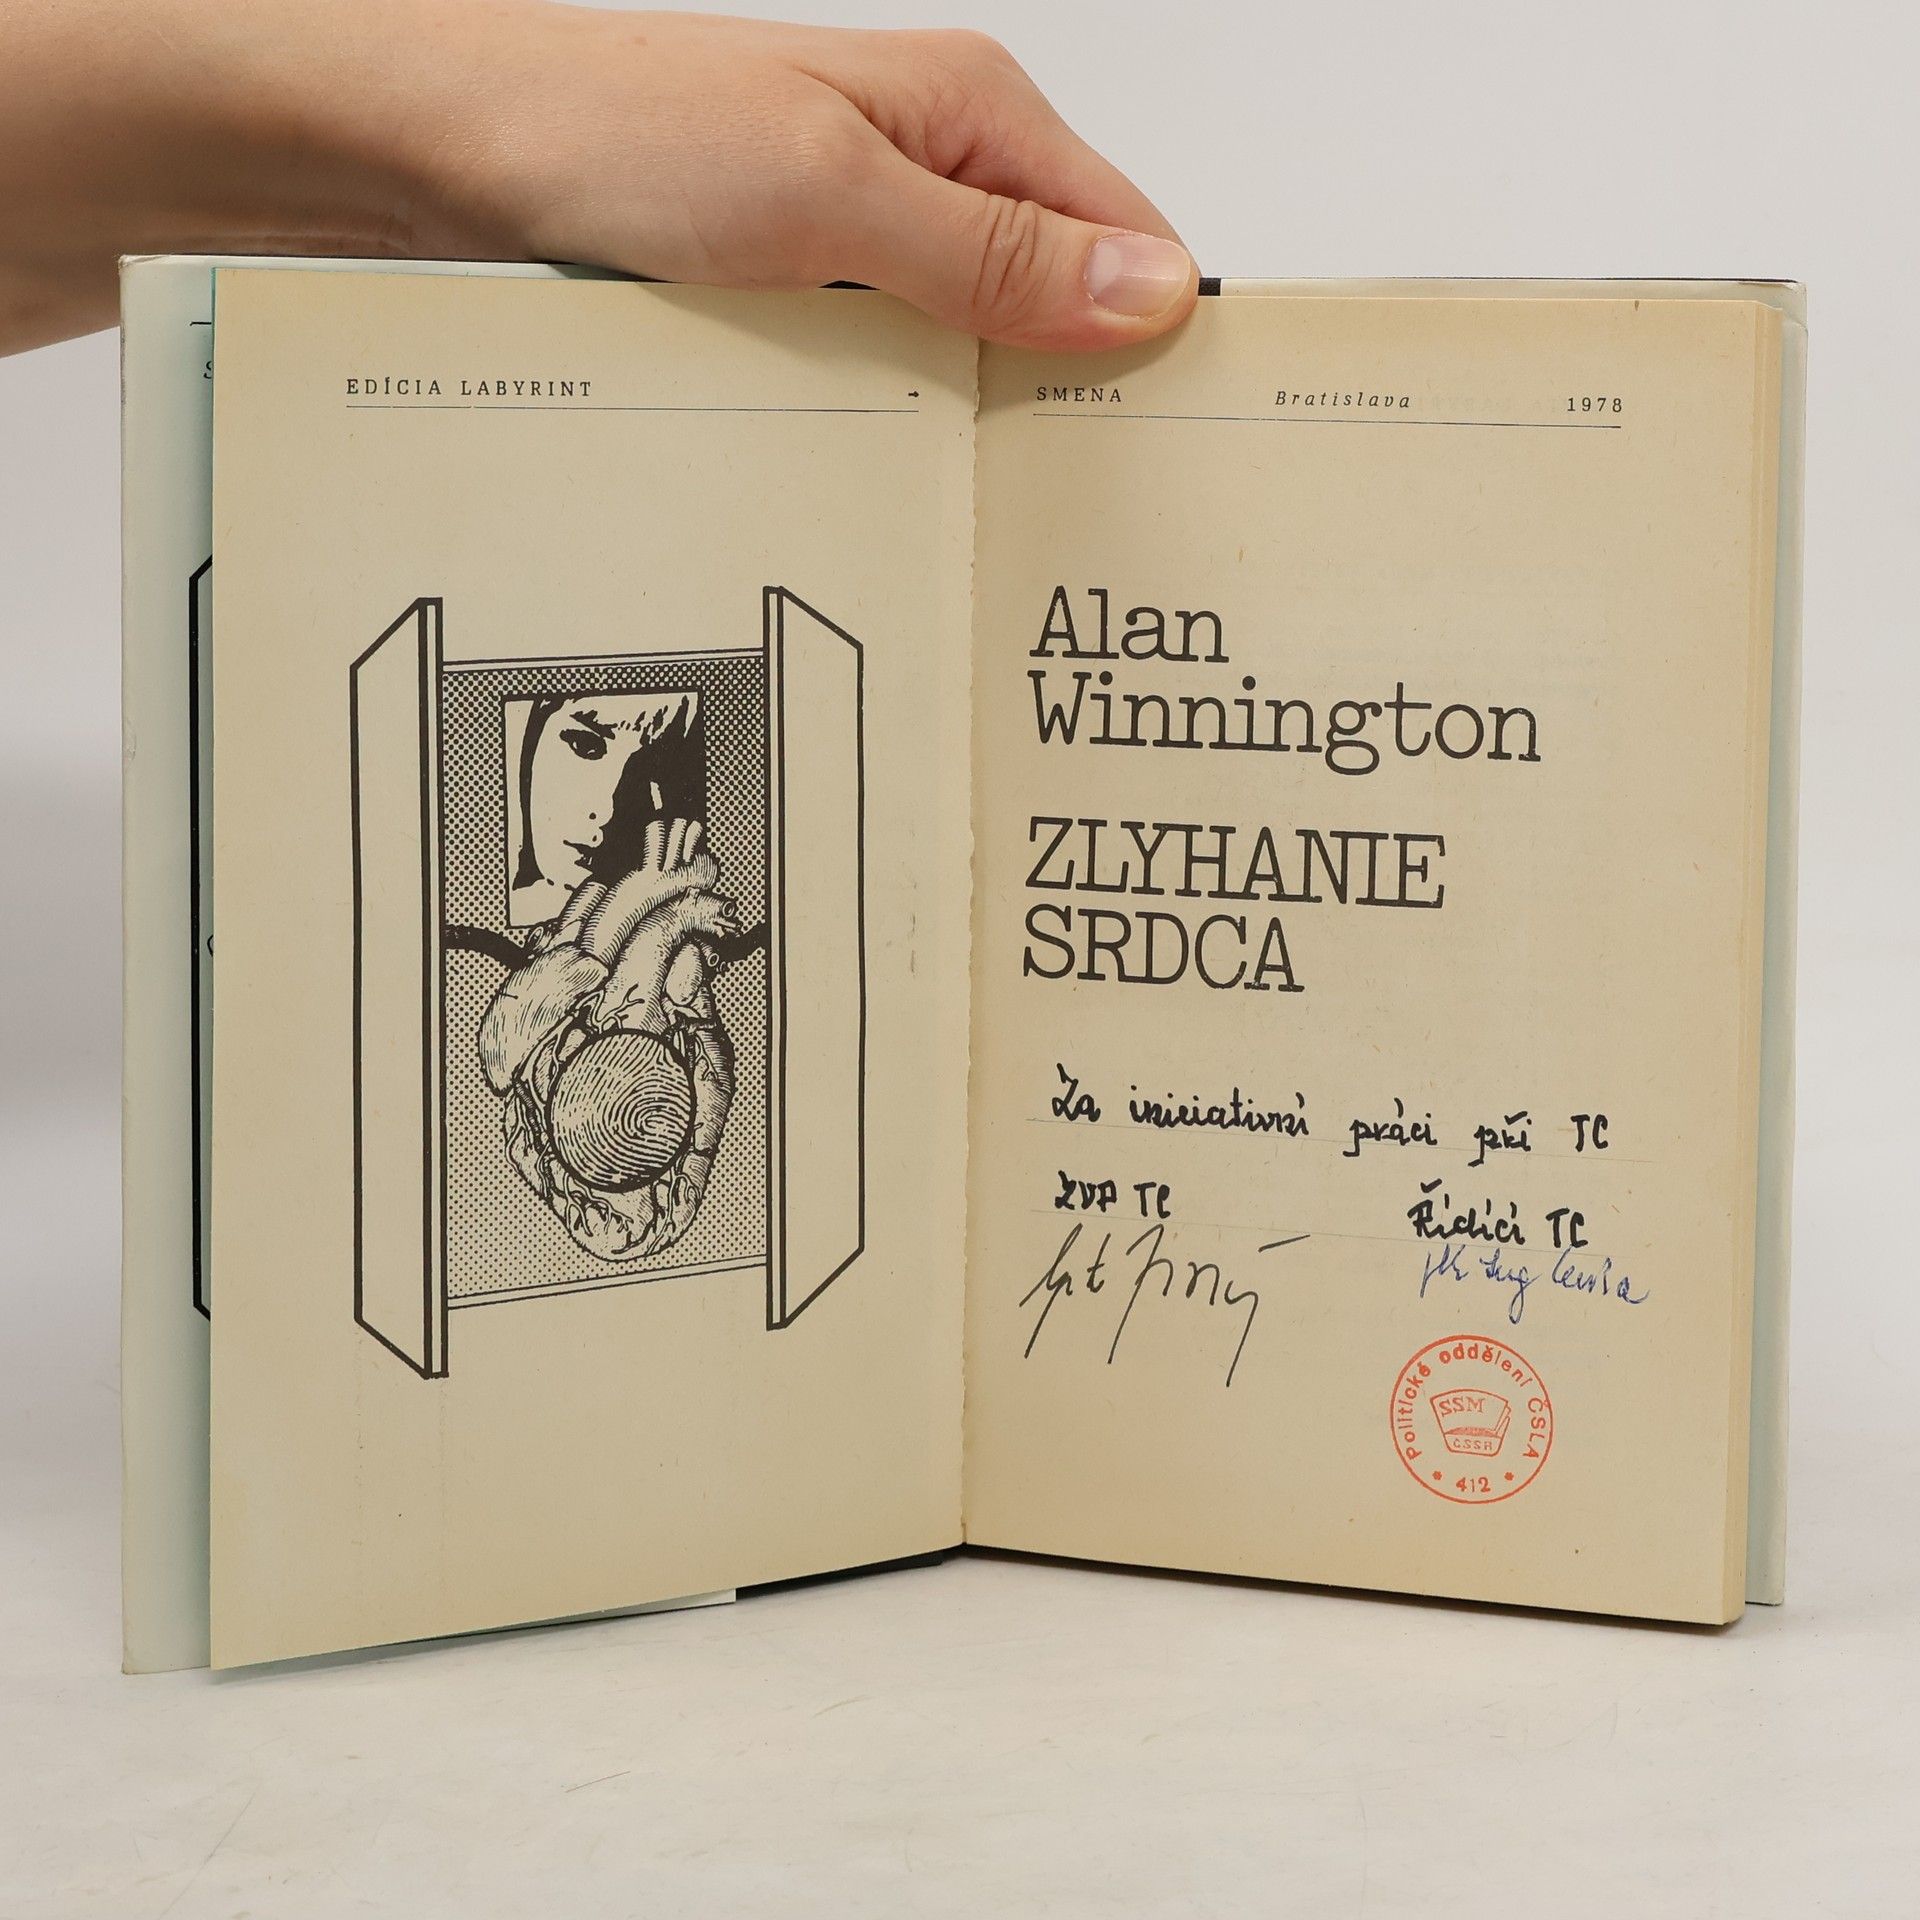 EDÍCIA LABYRINT →
SMENA Bratislava 1978
Alan
Winnington
ZLYHANIE
SRDCA
Za iniciativní práci při TC
ZVP TC Řídící TC
Politické oddělení ČSLA
SSM
ČSSR
* 412 *